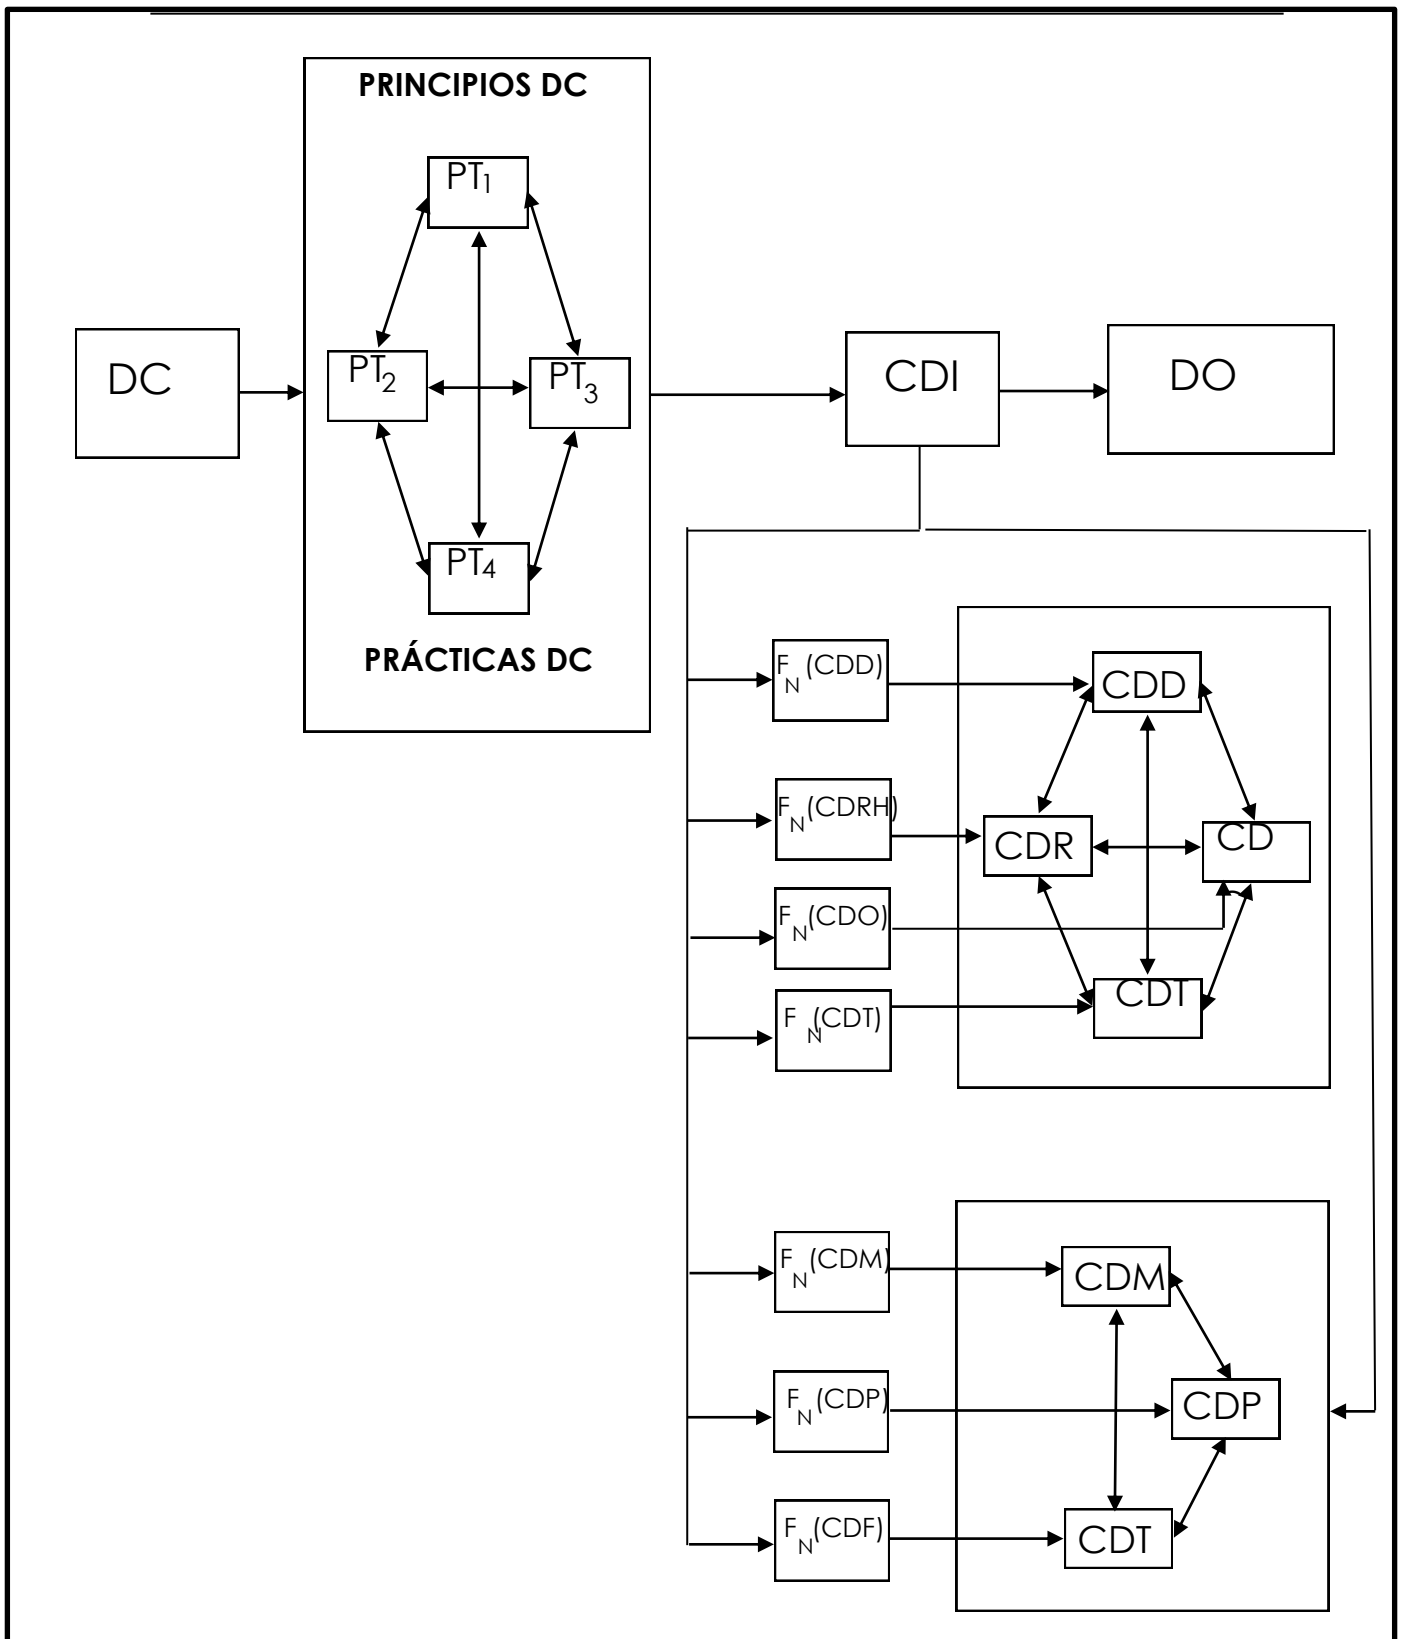 PRINCIPIOS DC
PT1
DC
PT2
PT3
CDI
DO
PT4
PRÁCTICAS DC
FN(CDD)
CDD
FN(CDRH)
CDR
CD
FN(CDO)
FN(CDT)
CDT
FN(CDM)
CDM
FN(CDP)
CDP
FN(CDF)
CDT